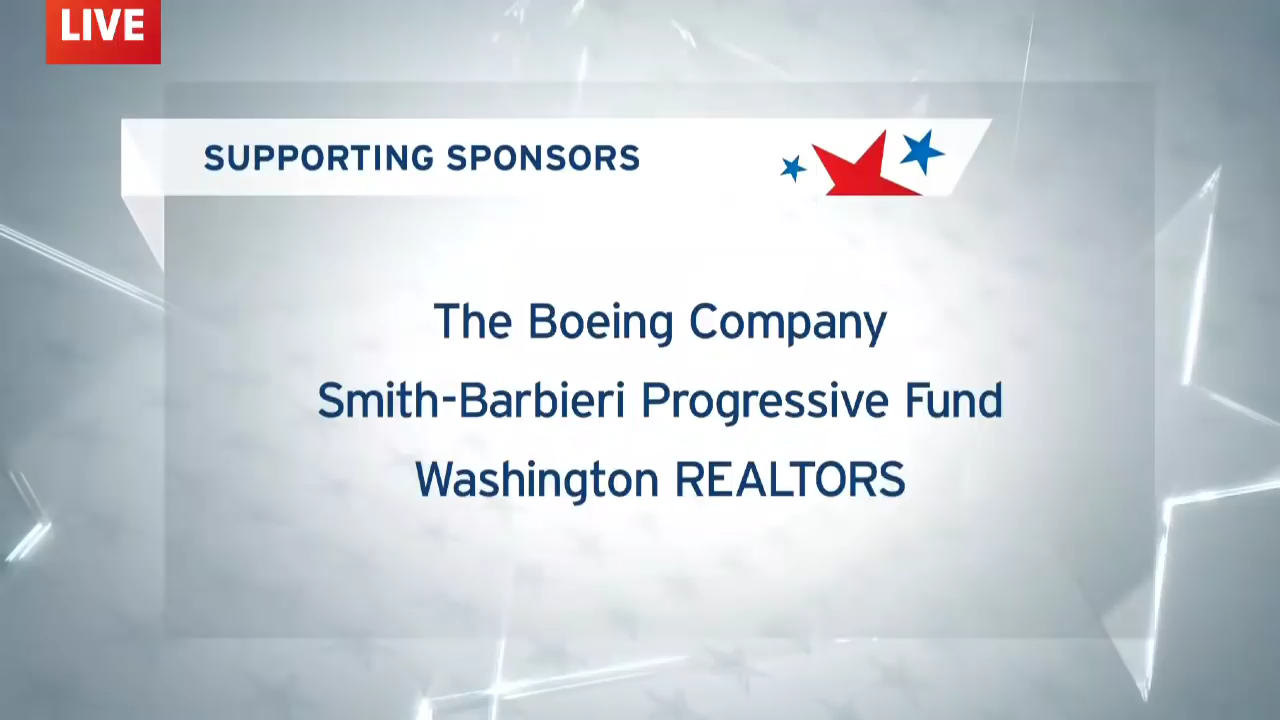 LIVE
SUPPORTING SPONSORS
The Boeing Company
Smith-Barbieri Progressive Fund
Washington REALTORS